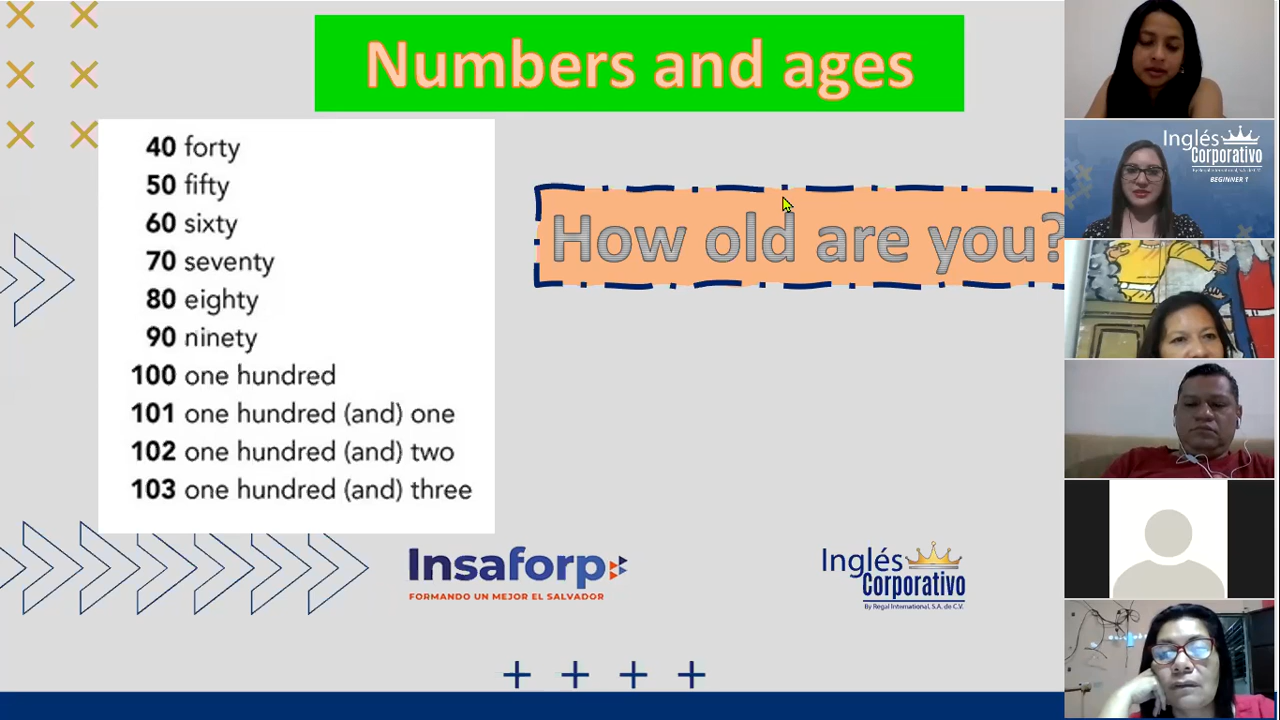 Numbers and ages
40 forty
50 fifty
60 sixty
70 seventy
80 eighty
90 ninety
100 one hundred
101 one hundred (and) one
102 one hundred (and) two
103 one hundred (and) three
How old are you?
Insaforp
FORMANDO UN MEJOR EL SALVADOR
Inglés
Corporativo
By Regal International, S.A. de C.V.
Inglés
Corporativo
BEGINNER 1